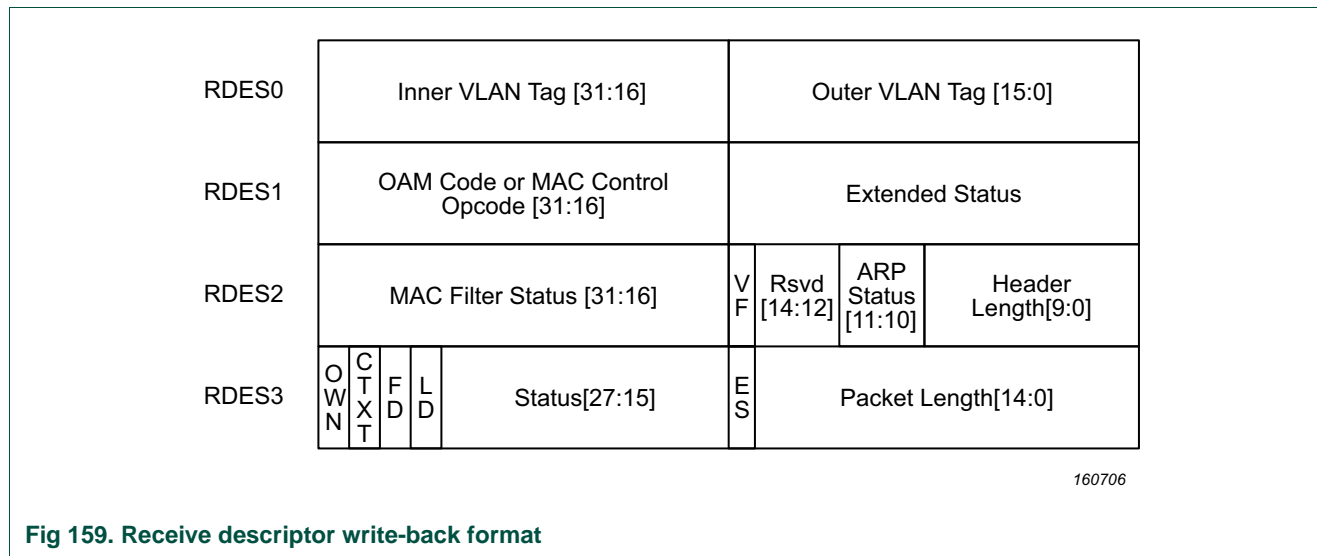 RDES0
Inner VLAN Tag [31:16]
Outer VLAN Tag [15:0]
RDES1
OAM Code or MAC Control
Opcode [31:16]
Extended Status
RDES2
MAC Filter Status [31:16]
V
F
Rsvd
[14:12]
ARP
Status
[11:10]
Header
Length[9:0]
RDES3
O
W
N
C
T
X
T
F
D
L
D
Status[27:15]
E
S
Packet Length[14:0]
160706
Fig 159. Receive descriptor write-back format